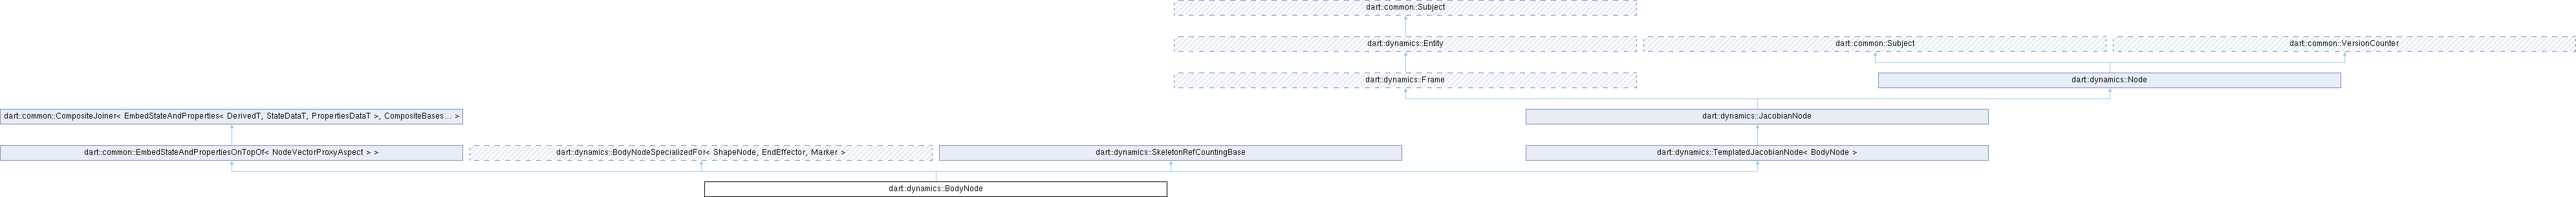 dart::common::Subject
dart::dynamics::Entity
dart::common::Subject
dart::common::VersionCounter
dart::dynamics::Frame
dart::dynamics::Node
dart::common::CompositeJoiner< EmbedStateAndProperties< DerivedT, StateDataT, PropertiesDataT >, CompositeBases... >
dart::dynamics::JacobianNode
dart::common::EmbedStateAndPropertiesOnTopOf< NodeVectorProxyAspect > >
dart::dynamics::BodyNodeSpecializedFor< ShapeNode, EndEffector, Marker >
dart::dynamics::SkeletonRefCountingBase
dart::dynamics::TemplatedJacobianNode< BodyNode >
dart::dynamics::BodyNode